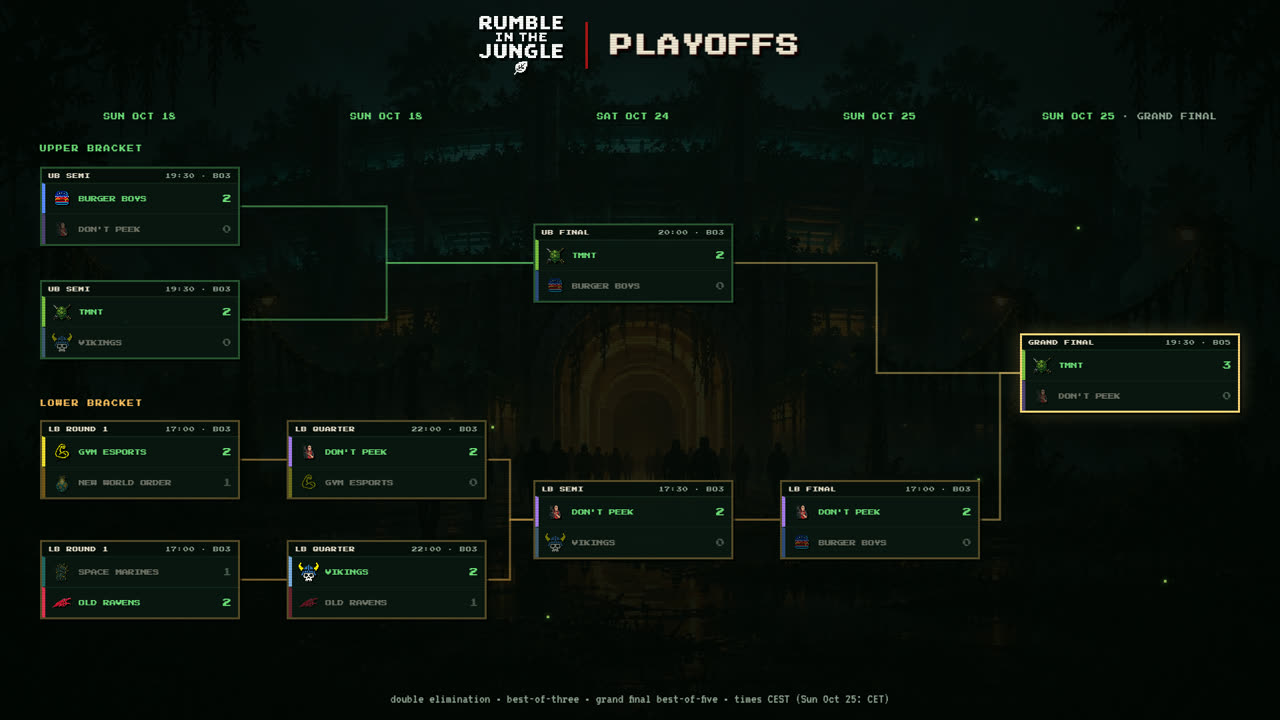 RUMBLE
IN THE
JUNGLE
PLAYOFFS
SUN OCT 18
SUN OCT 18
SAT OCT 24
SUN OCT 25
SUN OCT 25 · GRAND FINAL
UPPER BRACKET
UB SEMI 19:30 · BO3
BURGER BOYS 2
DON'T PEEK 0
UB SEMI 19:30 · BO3
TMNT 2
VIKINGS 0
UB FINAL 20:00 · BO3
TMNT 2
BURGER BOYS 0
GRAND FINAL 19:30 · BO5
TMNT 3
DON'T PEEK 0
LOWER BRACKET
LB ROUND 1 17:00 · BO3
GYM ESPORTS 2
NEW WORLD ORDER 1
LB ROUND 1 17:00 · BO3
SPACE MARINES 1
OLD RAVENS 2
LB QUARTER 22:00 · BO3
DON'T PEEK 2
GYM ESPORTS 0
LB QUARTER 22:00 · BO3
VIKINGS 2
OLD RAVENS 1
LB SEMI 17:30 · BO3
DON'T PEEK 2
VIKINGS 0
LB FINAL 17:00 · BO3
DON'T PEEK 2
BURGER BOYS 0
double elimination • best-of-three • grand final best-of-five • times CEST (Sun Oct 25: CET)